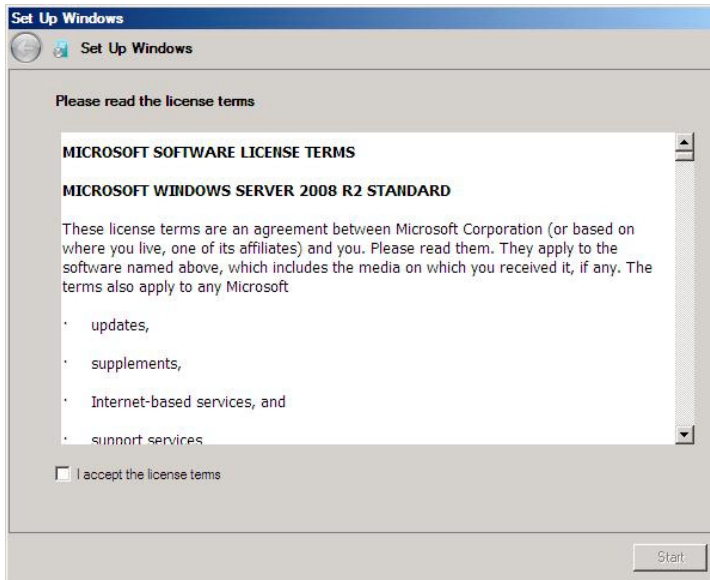 Set Up Windows
Set Up Windows
Please read the license terms
MICROSOFT SOFTWARE LICENSE TERMS
MICROSOFT WINDOWS SERVER 2008 R2 STANDARD
These license terms are an agreement between Microsoft Corporation (or based on
where you live, one of its affiliates) and you. Please read them. They apply to the
software named above, which includes the media on which you received it, if any. The
terms also apply to any Microsoft
· updates,
· supplements,
· Internet-based services, and
· support services
I accept the license terms
Start